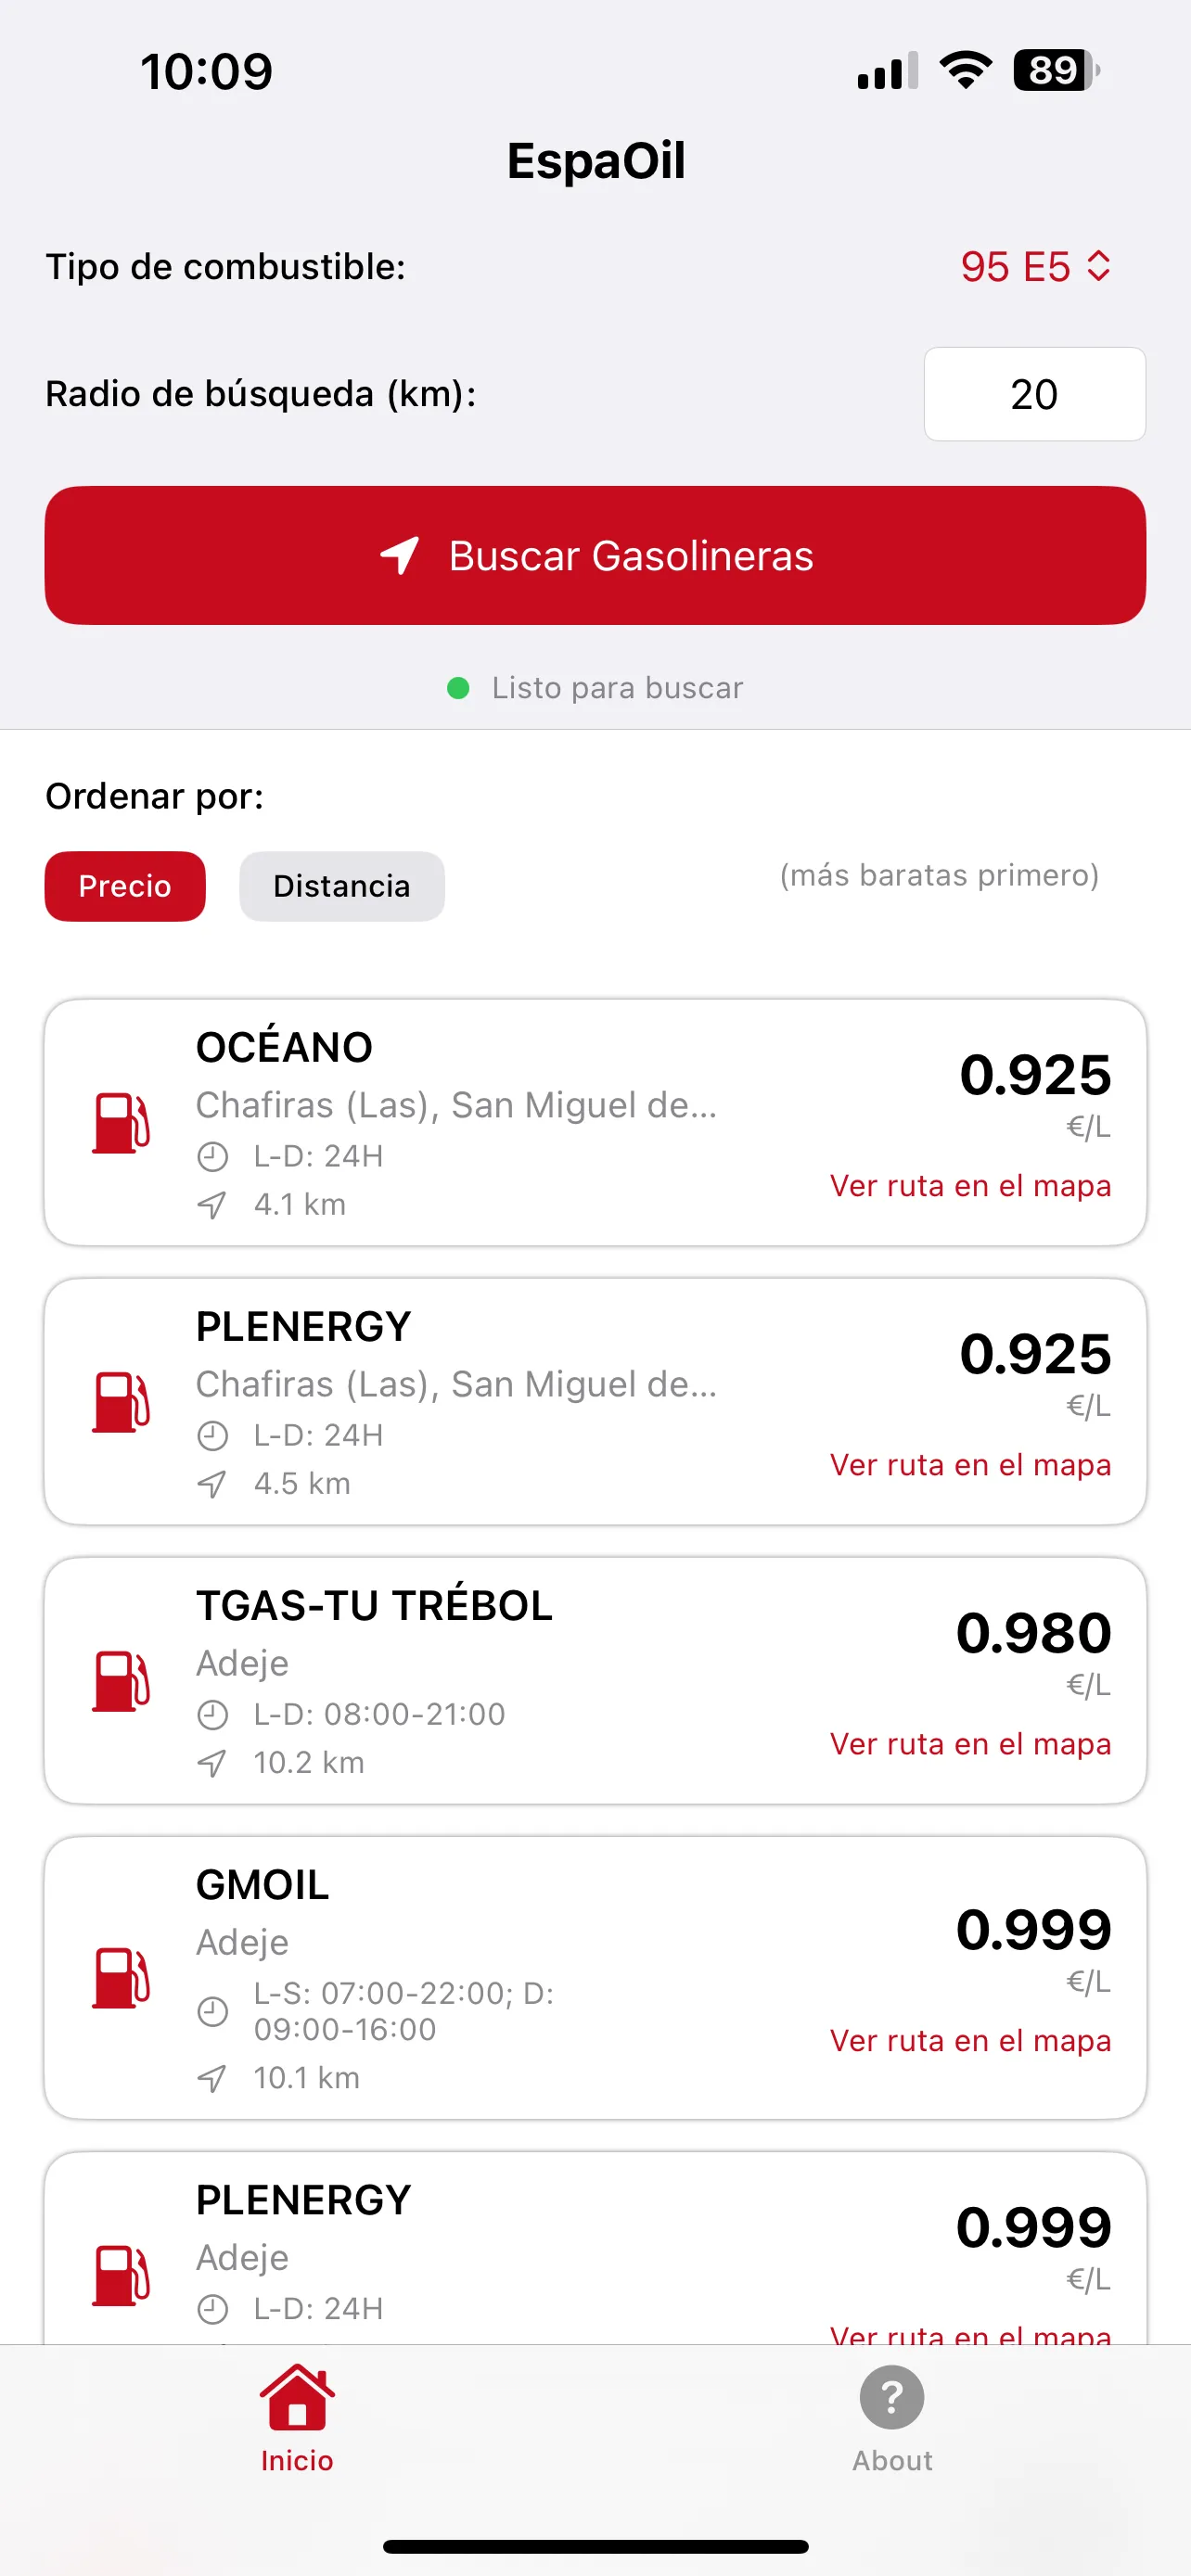 10:09
89
EspaOil
Tipo de combustible:
95 E5
Radio de búsqueda (km):
20
Buscar Gasolineras
Listo para buscar
Ordenar por:
Precio
Distancia
(más baratas primero)
OCÉANO
Chafiras (Las), San Miguel de...
L-D: 24H
4.1 km
0.925
€/L
Ver ruta en el mapa
PLENERGY
Chafiras (Las), San Miguel de...
L-D: 24H
4.5 km
0.925
€/L
Ver ruta en el mapa
TGAS-TU TRÉBOL
Adeje
L-D: 08:00-21:00
10.2 km
0.980
€/L
Ver ruta en el mapa
GMOIL
Adeje
L-S: 07:00-22:00; D:
09:00-16:00
10.1 km
0.999
€/L
Ver ruta en el mapa
PLENERGY
Adeje
L-D: 24H
0.999
€/L
Ver ruta en el mapa
Inicio
?
About